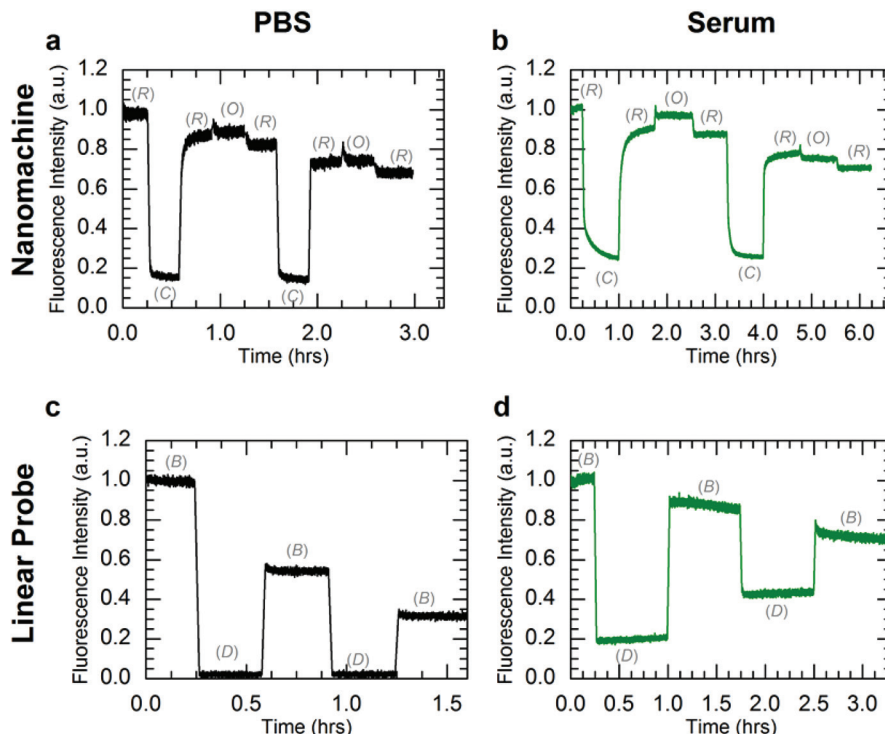 PBS
Serum
Nanomachine
a
Fluorescence Intensity (a.u.)
1.2
1.0
0.8
0.6
0.4
0.2
0.0
(R)
(R)
(O)
(R)
(R)
(O)
(R)
(C)
(C)
0.0 1.0 2.0 3.0
Time (hrs)
b
Fluorescence Intensity (a.u.)
1.2
1.0
0.8
0.6
0.4
0.2
0.0
(R)
(R)
(O)
(R)
(R)
(O)
(R)
(C)
(C)
0.0 1.0 2.0 3.0 4.0 5.0 6.0
Time (hrs)
Linear Probe
c
Fluorescence Intensity (a.u.)
1.2
1.0
0.8
0.6
0.4
0.2
0.0
(B)
(B)
(B)
(D)
(D)
0.0 0.5 1.0 1.5
Time (hrs)
d
Fluorescence Intensity (a.u.)
1.2
1.0
0.8
0.6
0.4
0.2
0.0
(B)
(B)
(B)
(D)
(D)
0.0 0.5 1.0 1.5 2.0 2.5 3.0
Time (hrs)